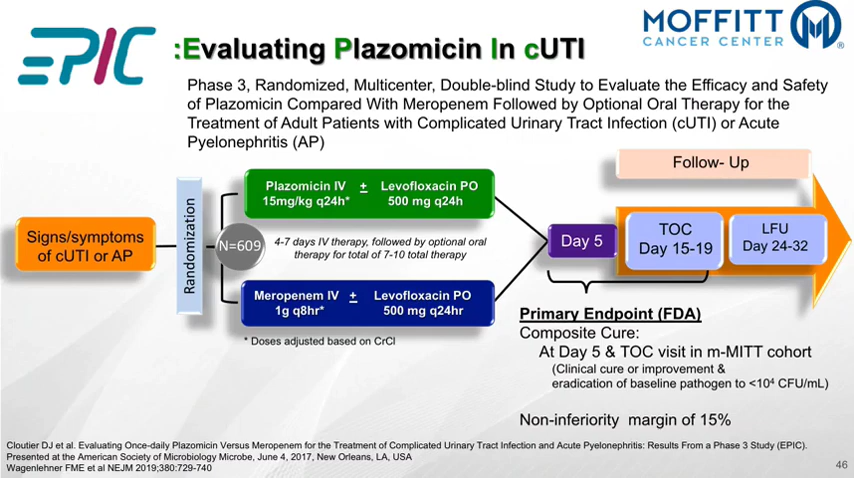 EPIC
:Evaluating Plazomicin In cUTI
MOFFITT
CANCER CENTER
®
Phase 3, Randomized, Multicenter, Double-blind Study to Evaluate the Efficacy and Safety
of Plazomicin Compared With Meropenem Followed by Optional Oral Therapy for the
Treatment of Adult Patients with Complicated Urinary Tract Infection (cUTI) or Acute
Pyelonephritis (AP)
Follow- Up
Signs/symptoms
of cUTI or AP
Randomization
N=609
Plazomicin IV + Levofloxacin PO
15mg/kg q24h* 500 mg q24h
4-7 days IV therapy, followed by optional oral
therapy for total of 7-10 total therapy
Meropenem IV + Levofloxacin PO
1g q8hr* 500 mg q24hr
* Doses adjusted based on CrCl
Day 5
TOC
Day 15-19
LFU
Day 24-32
Primary Endpoint (FDA)
Composite Cure:
At Day 5 & TOC visit in m-MITT cohort
(Clinical cure or improvement &
eradication of baseline pathogen to <10⁴ CFU/mL)
Non-inferiority margin of 15%
Cloutier DJ et al. Evaluating Once-daily Plazomicin Versus Meropenem for the Treatment of Complicated Urinary Tract Infection and Acute Pyelonephritis: Results From a Phase 3 Study (EPIC).
Presented at the American Society of Microbiology Microbe, June 4, 2017, New Orleans, LA, USA
Wagenlehner FME et al NEJM 2019;380:729-740
46